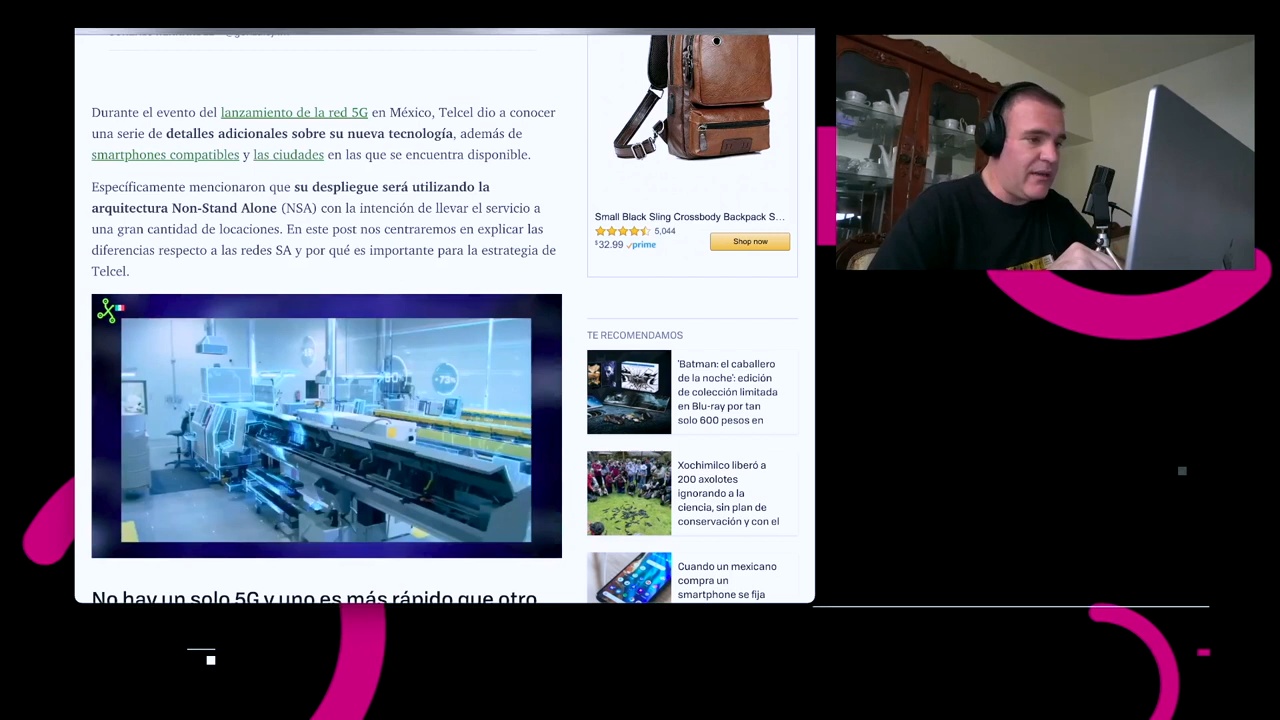 Durante el evento del lanzamiento de la red 5G en México, Telcel dio a conocer
una serie de detalles adicionales sobre su nueva tecnología, además de
smartphones compatibles y las ciudades en las que se encuentra disponible.
Específicamente mencionaron que su despliegue será utilizando la
arquitectura Non-Stand Alone (NSA) con la intención de llevar el servicio a
una gran cantidad de locaciones. En este post nos centraremos en explicar las
diferencias respecto a las redes SA y por qué es importante para la estrategia de
Telcel.
No hay un solo 5G y uno es más rápido que otro
Small Black Sling Crossbody Backpack S...
5,044
$32.99 prime
Shop now
TE RECOMENDAMOS
'Batman: el caballero
de la noche': edición
de colección limitada
en Blu-ray por tan
solo 600 pesos en
Xochimilco liberó a
200 axolotes
ignorando a la
ciencia, sin plan de
conservación y con el
Cuando un mexicano
compra un
smartphone se fija